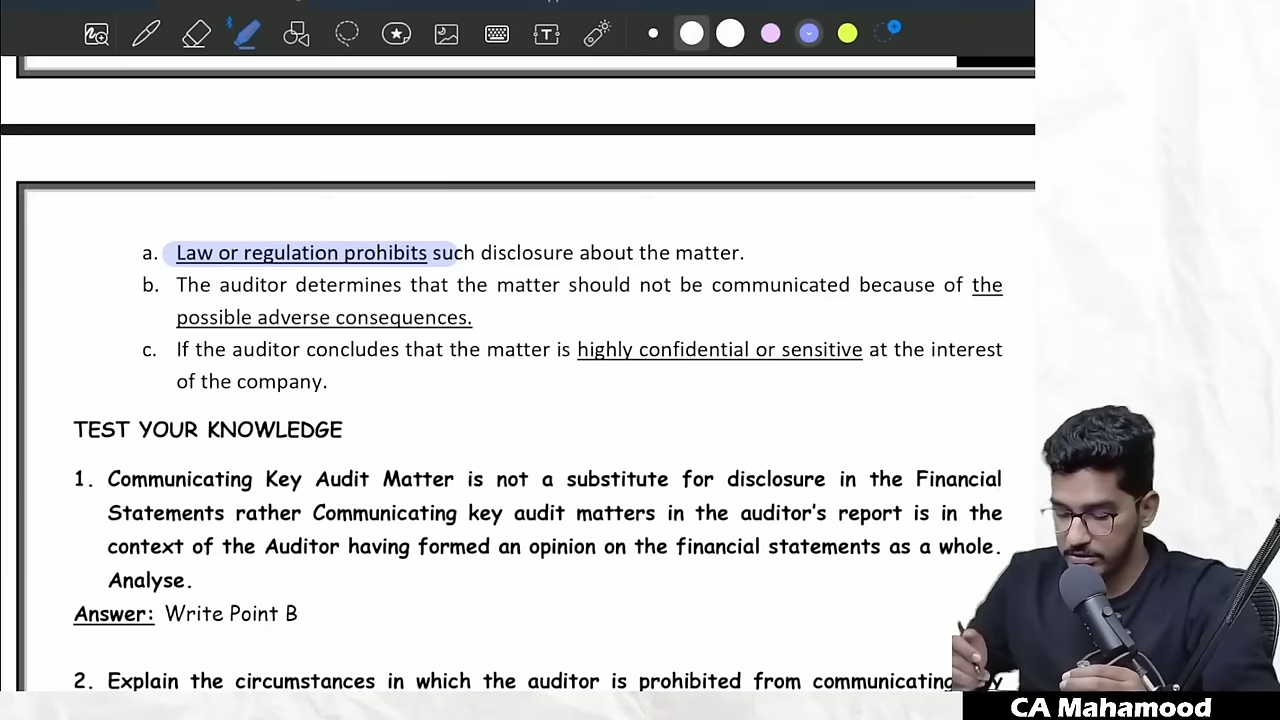 a. Law or regulation prohibits such disclosure about the matter.
b. The auditor determines that the matter should not be communicated because of the
possible adverse consequences.
c. If the auditor concludes that the matter is highly confidential or sensitive at the interest
of the company.
TEST YOUR KNOWLEDGE
1. Communicating Key Audit Matter is not a substitute for disclosure in the Financial
Statements rather Communicating key audit matters in the auditor's report is in the
context of the Auditor having formed an opinion on the financial statements as a whole.
Analyse.
Answer: Write Point B
2. Explain the circumstances in which the auditor is prohibited from communicating
CA Mahamood